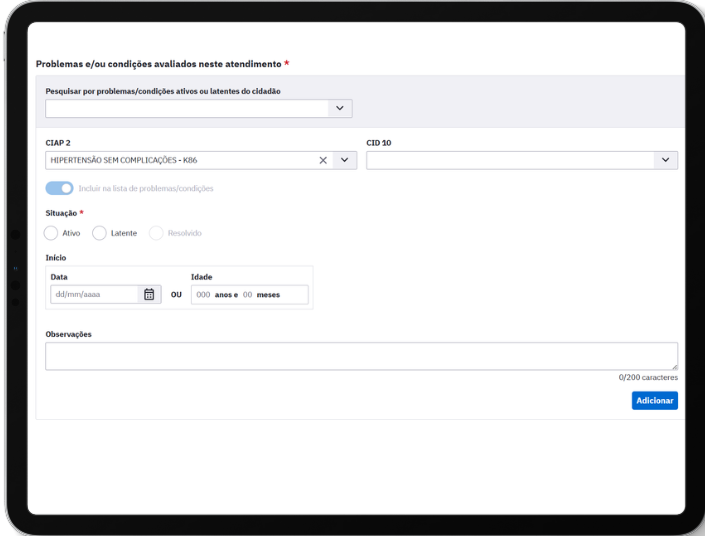 Problemas e/ou condições avaliados neste atendimento *
Pesquisar por problemas/condições ativos ou latentes do cidadão
CIAP 2
CID 10
HIPERTENSÃO SEM COMPLICAÇÕES - K86
Incluir na lista de problemas/condições
Situação *
Ativo Latente Resolvido
Início
Data Idade
dd/mm/aaaa OU 000 anos e 00 meses
Observações
0/200 caracteres
Adicionar